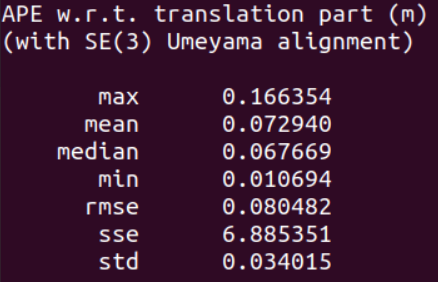 APE w.r.t. translation part (m)
(with SE(3) Umeyama alignment)
max 0.166354
mean 0.072940
median 0.067669
min 0.010694
rmse 0.080482
sse 6.885351
std 0.034015